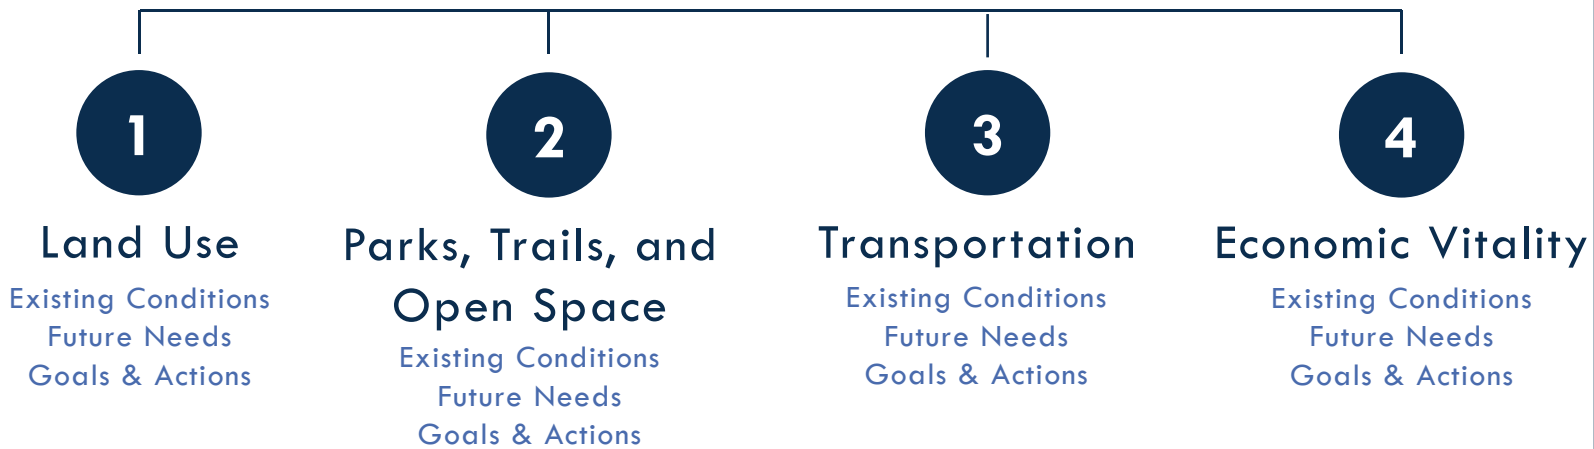 1
Land Use
Existing Conditions
Future Needs
Goals & Actions
2
Parks, Trails, and
Open Space
Existing Conditions
Future Needs
Goals & Actions
3
Transportation
Existing Conditions
Future Needs
Goals & Actions
4
Economic Vitality
Existing Conditions
Future Needs
Goals & Actions